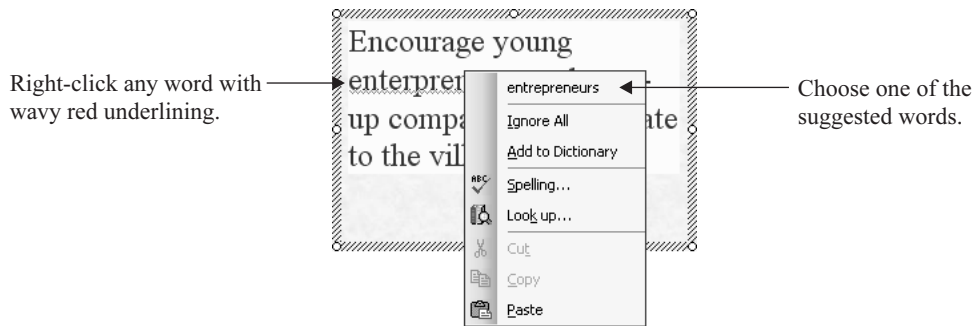 Encourage young
Right-click any word with
wavy red underlining.
enterpren
entrepreneurs
Choose one of the
suggested words.
up compa
ate
Ignore All
to the vil
Add to Dictionary
ABC
Spelling...
Look up...
Cut
Copy
Paste